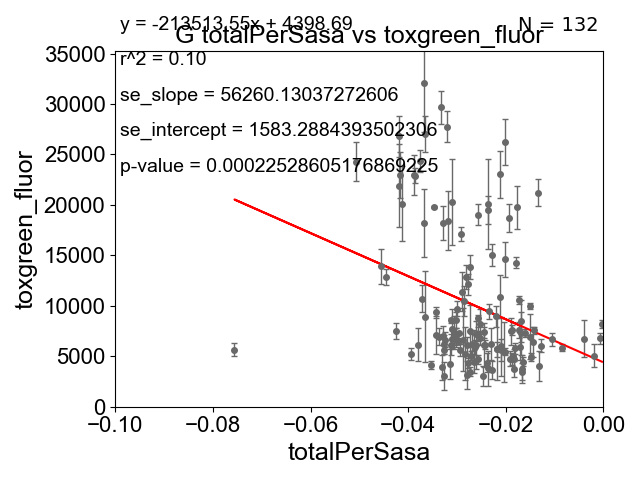 y = -213513.55x + 4398.69
N = 132
G totalPerSasa vs toxgreen_fluor
r^2 = 0.10
se_slope = 56260.13037272606
se_intercept = 1583.2884393502306
p-value = 0.00022528605176869225
toxgreen_fluor
35000
30000
25000
20000
15000
10000
5000
0
−0.10 −0.08 −0.06 −0.04 −0.02 0.00
totalPerSasa